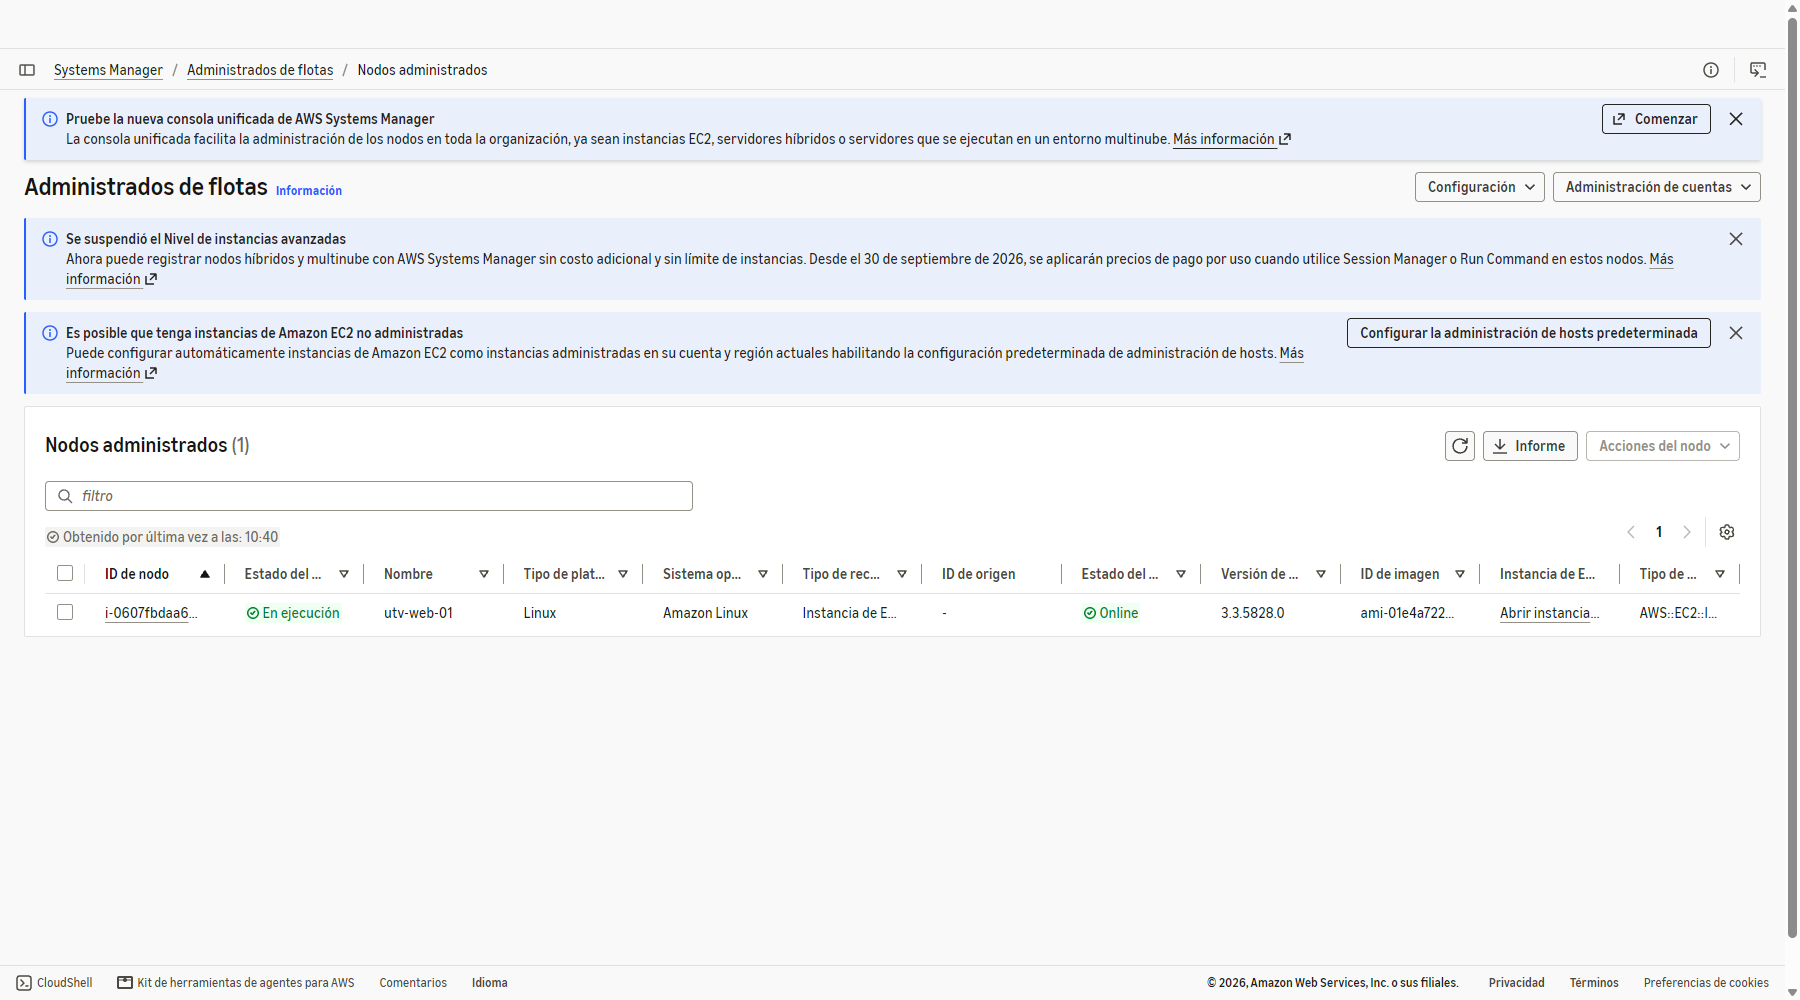 Systems Manager / Administrados de flotas / Nodos administrados
Pruebe la nueva consola unificada de AWS Systems Manager
La consola unificada facilita la administración de los nodos en toda la organización, ya sean instancias EC2, servidores híbridos o servidores que se ejecutan en un entorno multinube. Más información
Comenzar
Administrados de flotas Información
Configuración
Administración de cuentas
Se suspendió el Nivel de instancias avanzadas
Ahora puede registrar nodos híbridos y multinube con AWS Systems Manager sin costo adicional y sin límite de instancias. Desde el 30 de septiembre de 2026, se aplicarán precios de pago por uso cuando utilice Session Manager o Run Command en estos nodos. Más
información
Es posible que tenga instancias de Amazon EC2 no administradas
Configurar la administración de hosts predeterminada
Puede configurar automáticamente instancias de Amazon EC2 como instancias administradas en su cuenta y región actuales habilitando la configuración predeterminada de administración de hosts. Más
información
Nodos administrados (1)
Informe
Acciones del nodo
filtro
Obtenido por última vez a las: 10:40
1
ID de nodo Estado del ... Nombre Tipo de plat... Sistema op... Tipo de rec... ID de origen Estado del ... Versión de ... ID de imagen Instancia de E... Tipo de ...
i-0607fbdaa6... En ejecución utv-web-01 Linux Amazon Linux Instancia de E... - Online 3.3.5828.0 ami-01e4a722... Abrir instancia... AWS::EC2::I...
CloudShell Kit de herramientas de agentes para AWS Comentarios Idioma © 2026, Amazon Web Services, Inc. o sus filiales. Privacidad Términos Preferencias de cookies